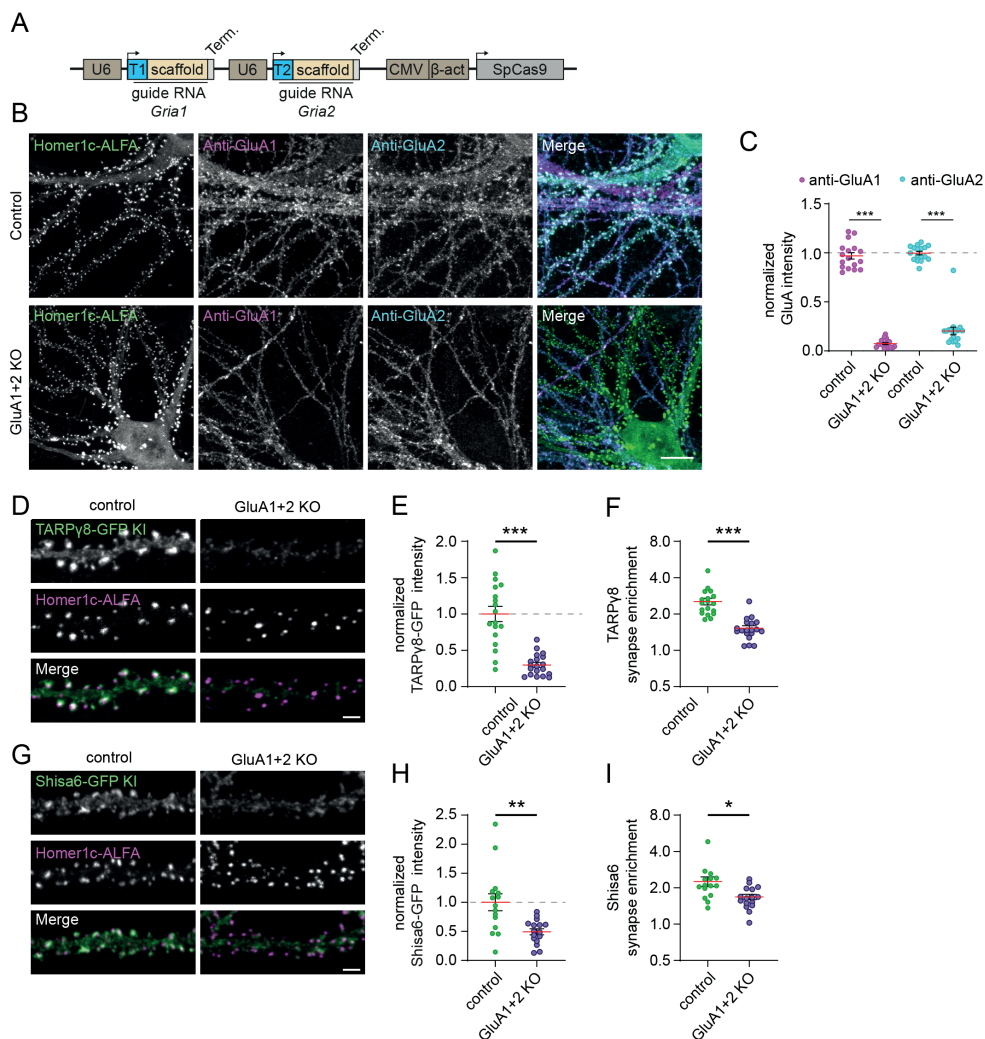 A
Term.
Term.
U6
T1
scaffold
U6
T2
scaffold
CMV
β-act
SpCas9
guide RNA
guide RNA
Gria1
Gria2
B
Homer1c-ALFA
Anti-GluA1
Anti-GluA2
Merge
Control
Homer1c-ALFA
Anti-GluA1
Anti-GluA2
Merge
GluA1+2 KO
C
anti-GluA1
anti-GluA2
***
***
1.5
1.0
0.5
0
normalized
GluA intensity
control
GluA1+2 KO
control
GluA1+2 KO
D
control
GluA1+2 KO
TARPγ8-GFP KI
Homer1c-ALFA
Merge
E
***
2.0
1.5
1.0
0.5
0.0
normalized
TARPγ8-GFP intensity
control
GluA1+2 KO
F
***
8.0
4.0
2.0
1.0
0.5
TARPγ8
synapse enrichment
control
GluA1+2 KO
G
control
GluA1+2 KO
Shisa6-GFP KI
Homer1c-ALFA
Merge
H
**
2.5
2.0
1.5
1.0
0.5
0.0
normalized
Shisa6-GFP intensity
control
GluA1+2 KO
I
*
8.0
4.0
2.0
1.0
0.5
Shisa6
synapse enrichment
control
GluA1+2 KO